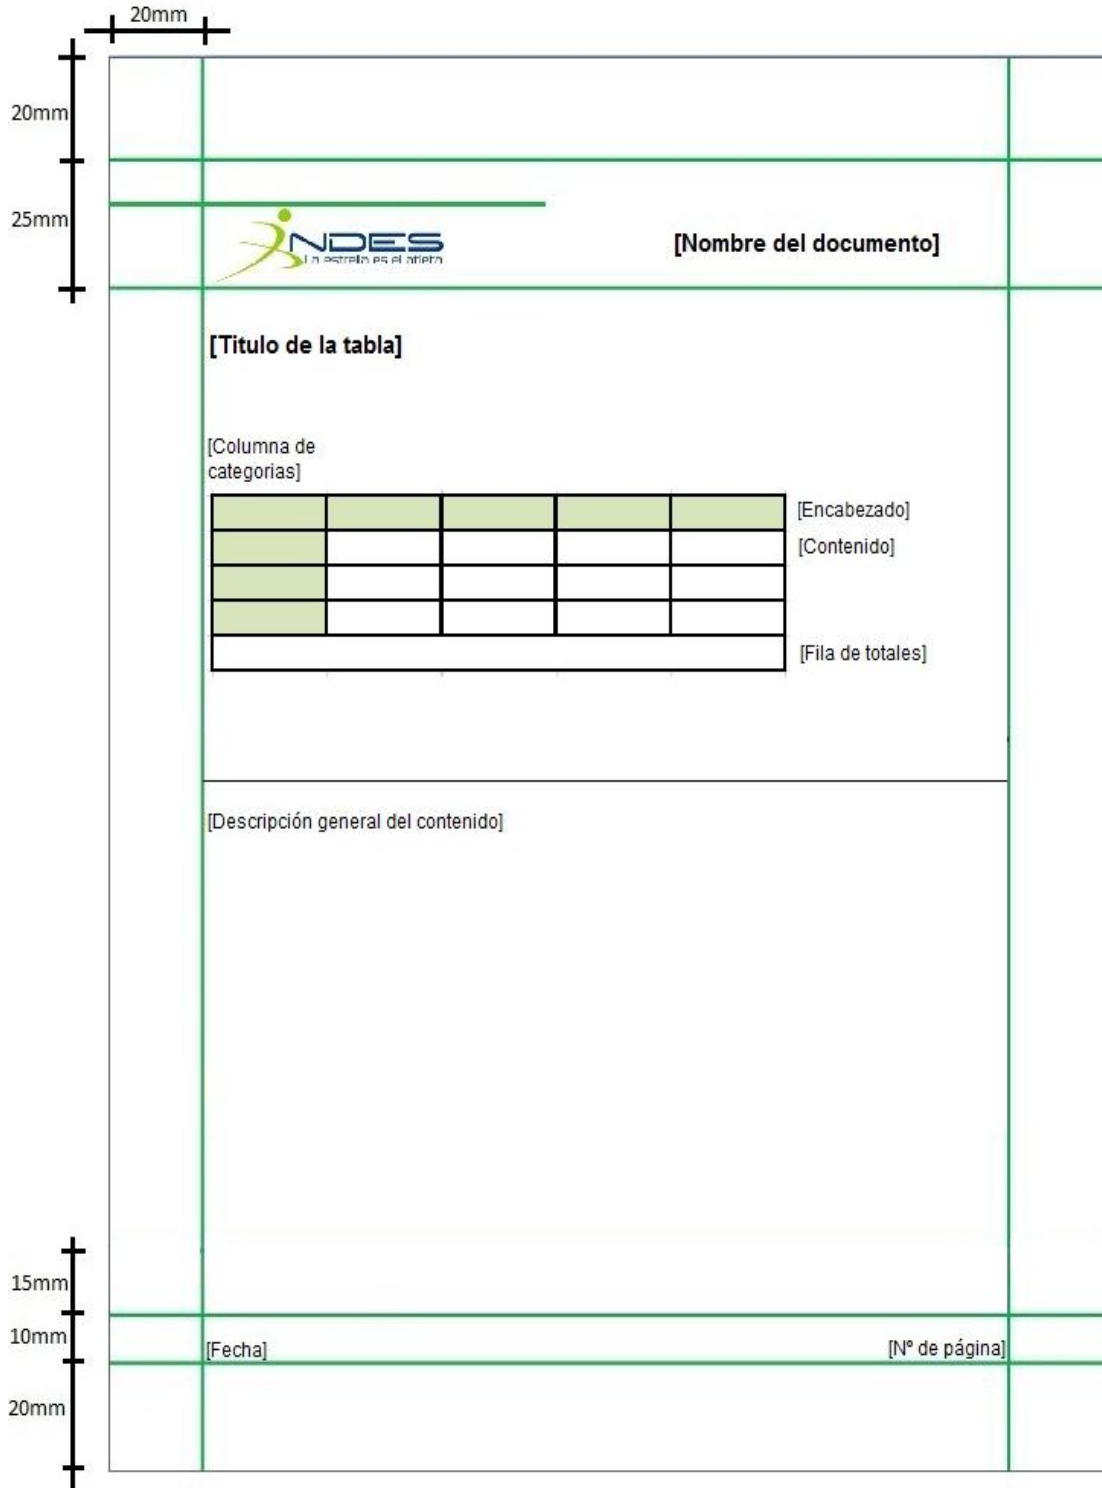 20mm
20mm
25mm
NDES
La estrella es el atleta
[Nombre del documento]
[Titulo de la tabla]
[Columna de
categorias]
[Encabezado]
[Contenido]
[Fila de totales]
[Descripción general del contenido]
15mm
10mm
[Fecha]
[Nº de página]
20mm